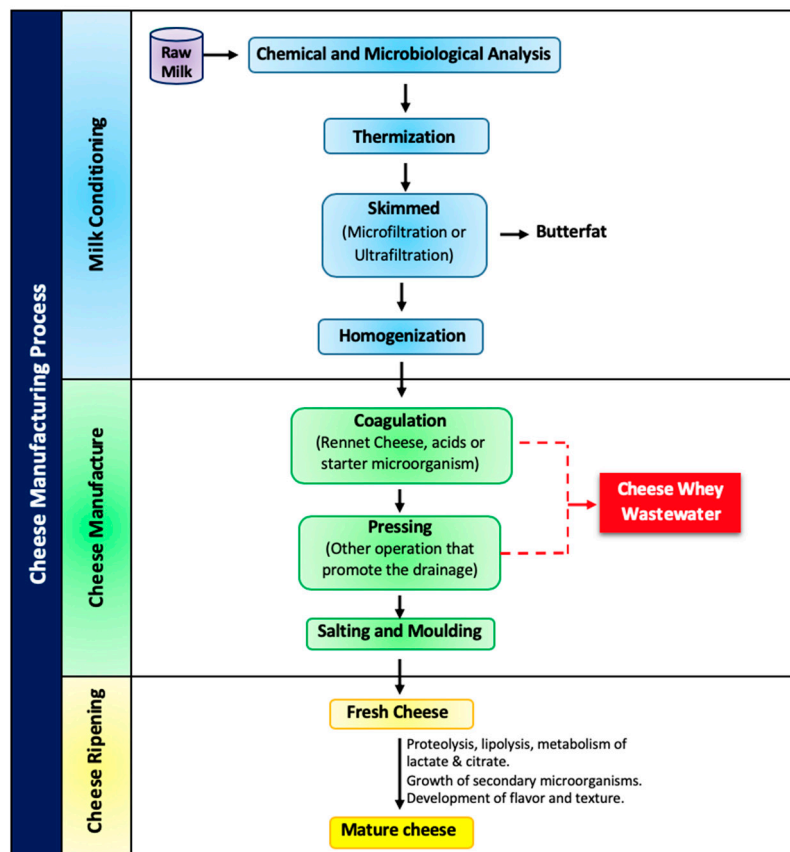 Cheese Manufacturing Process
Milk Conditioning
Raw
Milk
Chemical and Microbiological Analysis
Thermization
Skimmed
(Microfiltration or
Ultrafiltration)
Butterfat
Homogenization
Cheese Manufacture
Coagulation
(Rennet Cheese, acids or
starter microorganism)
Cheese Whey
Wastewater
Pressing
(Other operation that
promote the drainage)
Salting and Moulding
Cheese Ripening
Fresh Cheese
Proteolysis, lipolysis, metabolism of
lactate & citrate.
Growth of secondary microorganisms.
Development of flavor and texture.
Mature cheese